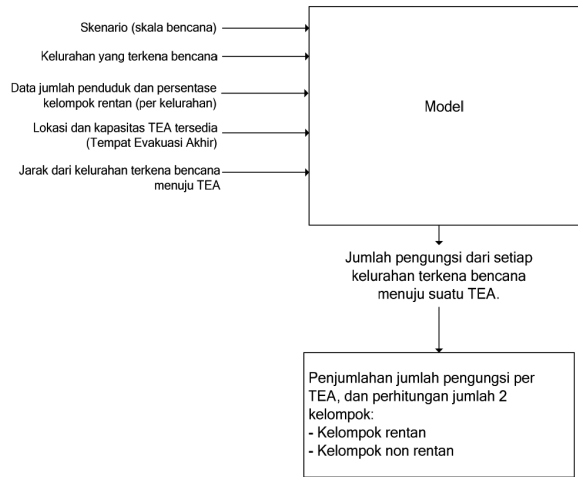 Skenario (skala bencana)
Kelurahan yang terkena bencana
Data jumlah penduduk dan persentase
kelompok rentan (per kelurahan)
Lokasi dan kapasitas TEA tersedia
(Tempat Evakuasi Akhir)
Jarak dari kelurahan terkena bencana
menuju TEA
Model
Jumlah pengungsi dari setiap
kelurahan terkena bencana
menuju suatu TEA.
Penjumlahan jumlah pengungsi per
TEA, dan perhitungan jumlah 2
kelompok:
- Kelompok rentan
- Kelompok non rentan